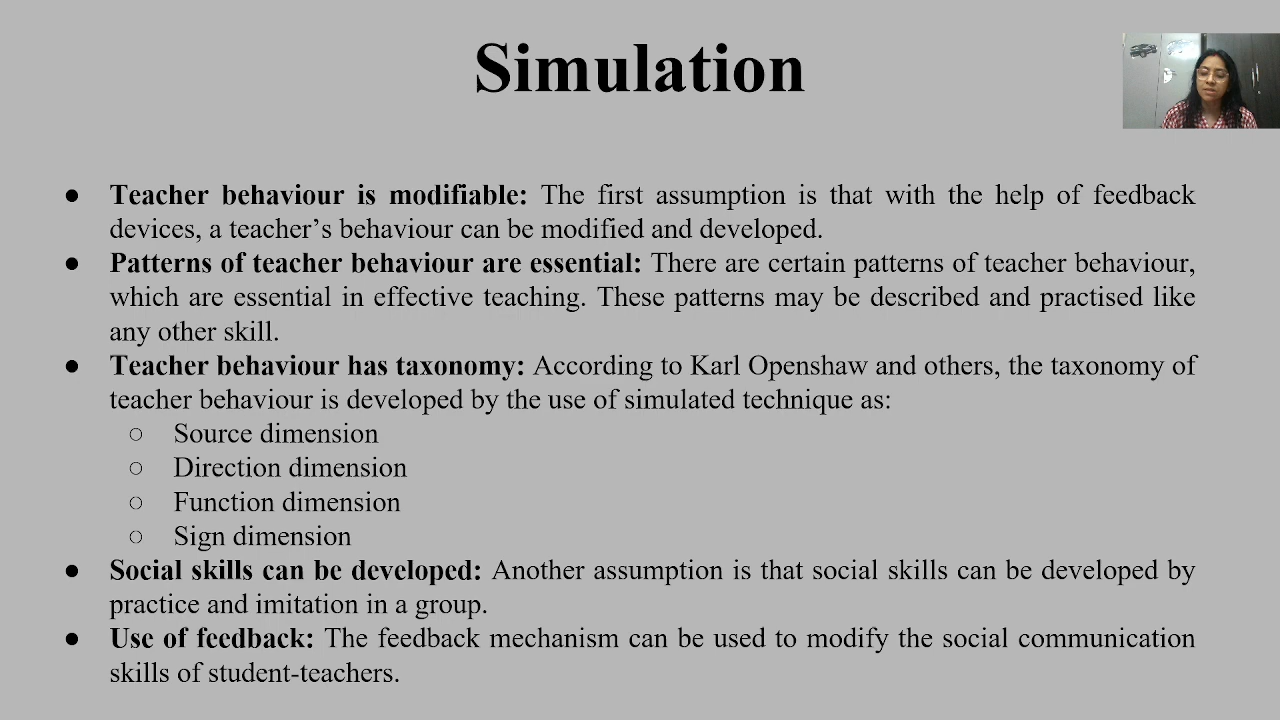 Simulation
● Teacher behaviour is modifiable: The first assumption is that with the help of feedback
devices, a teacher’s behaviour can be modified and developed.
● Patterns of teacher behaviour are essential: There are certain patterns of teacher behaviour,
which are essential in effective teaching. These patterns may be described and practised like
any other skill.
● Teacher behaviour has taxonomy: According to Karl Openshaw and others, the taxonomy of
teacher behaviour is developed by the use of simulated technique as:
○ Source dimension
○ Direction dimension
○ Function dimension
○ Sign dimension
● Social skills can be developed: Another assumption is that social skills can be developed by
practice and imitation in a group.
● Use of feedback: The feedback mechanism can be used to modify the social communication
skills of student-teachers.